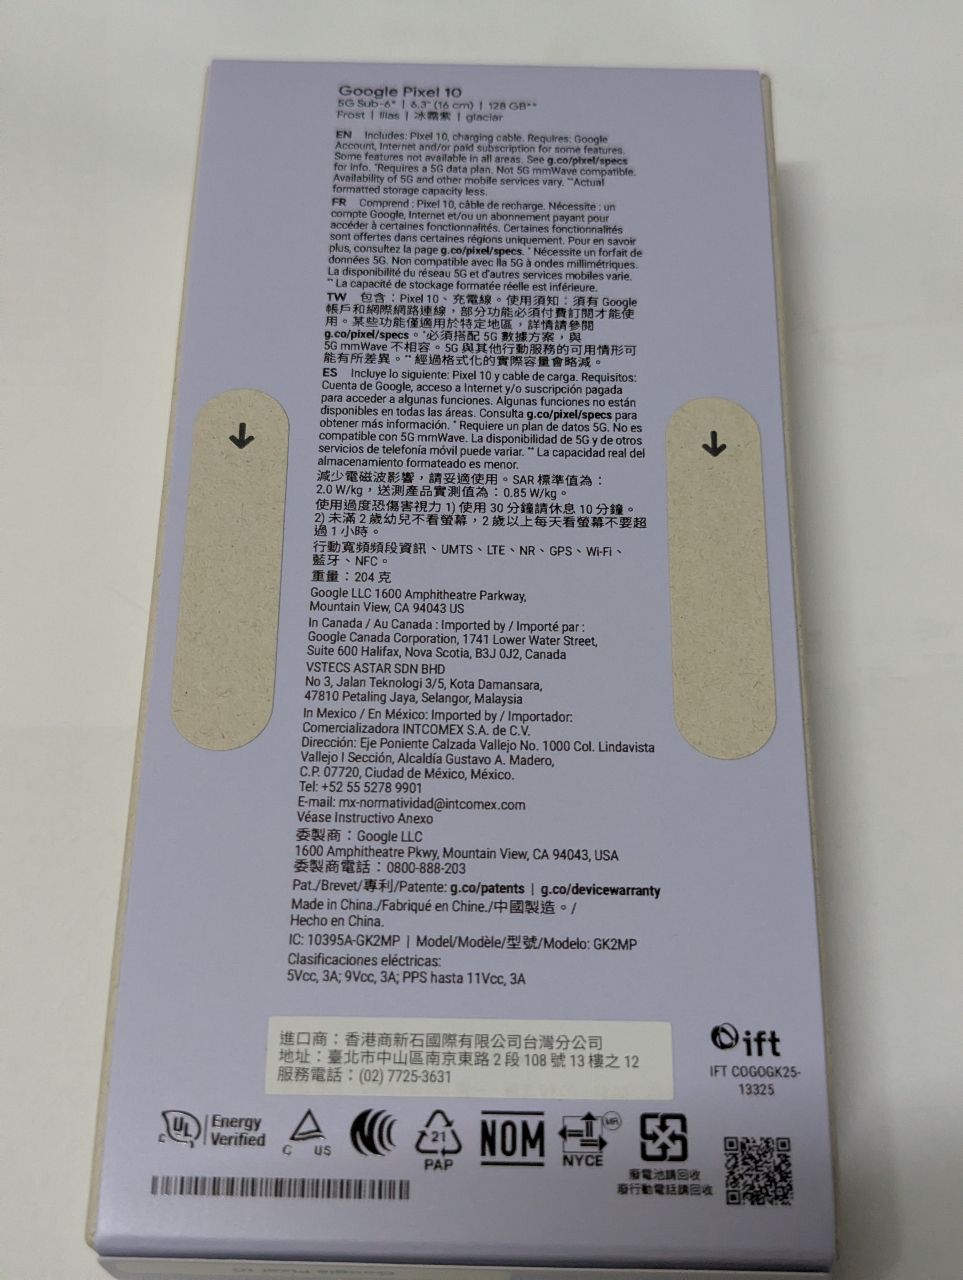 Google Pixel 10
5G Sub-6* | 6.3" (16 cm) | 128 GB**
Frost | lilas | 冰霧紫 | glaciar
EN Includes: Pixel 10, charging cable. Requires: Google
Account, Internet and/or paid subscription for some features.
Some features not available in all areas. See g.co/pixel/specs
for info. *Requires a 5G data plan. Not 5G mmWave compatible.
Availability of 5G and other mobile services vary. **Actual
formatted storage capacity less.
FR Comprend : Pixel 10, câble de recharge. Nécessite : un
compte Google, Internet et/ou un abonnement payant pour
accéder à certaines fonctionnalités. Certaines fonctionnalités
sont offertes dans certaines régions uniquement. Pour en savoir
plus, consultez la page g.co/pixel/specs. * Nécessite un forfait de
données 5G. Non compatible avec lla 5G à ondes millimétriques.
La disponibilité du réseau 5G et d'autres services mobiles varie.
** La capacité de stockage formatée réelle est inférieure.
TW 包含：Pixel 10、充電線。使用須知：須有 Google
帳戶和網際網路連線，部分功能必須付費訂閱才能使
用。某些功能僅適用於特定地區，詳情請參閱
g.co/pixel/specs。*必須搭配 5G 數據方案，與
5G mmWave 不相容。5G 與其他行動服務的可用情形可
能有所差異。** 經過格式化的實際容量會略減。
ES Incluye lo siguiente: Pixel 10 y cable de carga. Requisitos:
Cuenta de Google, acceso a Internet y/o suscripción pagada
para acceder a algunas funciones. Algunas funciones no están
disponibles en todas las áreas. Consulta g.co/pixel/specs para
obtener más información. * Requiere un plan de datos 5G. No es
compatible con 5G mmWave. La disponibilidad de 5G y de otros
servicios de telefonía móvil puede variar. ** La capacidad real del
almacenamiento formateado es menor.
減少電磁波影響，請妥適使用。SAR 標準值為：
2.0 W/kg，送測產品實測值為：0.85 W/kg。
使用過度恐傷害視力 1) 使用 30 分鐘請休息 10 分鐘。
2) 未滿 2 歲幼兒不看螢幕，2 歲以上每天看螢幕不要超
過 1 小時。
行動寬頻頻段資訊、UMTS、LTE、NR、GPS、Wi-Fi、
藍牙、NFC。
重量：204 克
Google LLC 1600 Amphitheatre Parkway,
Mountain View, CA 94043 US
In Canada / Au Canada : Imported by / Importé par :
Google Canada Corporation, 1741 Lower Water Street,
Suite 600 Halifax, Nova Scotia, B3J 0J2, Canada
VSTECS ASTAR SDN BHD
No 3, Jalan Teknologi 3/5, Kota Damansara,
47810 Petaling Jaya, Selangor, Malaysia
In Mexico / En México: Imported by / Importador:
Comercializadora INTCOMEX S.A. de C.V.
Dirección: Eje Poniente Calzada Vallejo No. 1000 Col. Lindavista
Vallejo I Sección, Alcaldía Gustavo A. Madero,
C.P. 07720, Ciudad de México, México.
Tel: +52 55 5278 9901
E-mail: mx-normatividad@intcomex.com
Véase Instructivo Anexo
委製商：Google LLC
1600 Amphitheatre Pkwy, Mountain View, CA 94043, USA
委製商電話：0800-888-203
Pat./Brevet/專利/Patente: g.co/patents | g.co/devicewarranty
Made in China./Fabriqué en Chine./中國製造。/
Hecho en China.
IC: 10395A-GK2MP | Model/Modèle/型號/Modelo: GK2MP
Clasificaciones eléctricas:
5Vcc, 3A; 9Vcc, 3A; PPS hasta 11Vcc, 3A
進口商：香港商新石國際有限公司台灣分公司
地址：臺北市中山區南京東路 2 段 108 號 13 樓之 12
服務電話：(02) 7725-3631
ift
IFT COGOGK25-
13325
UL Energy
Verified
C US
C US
21
PAP
NOM
NYCE
MR
廢電池請回收
廢行動電話請回收
Google Pixel 10